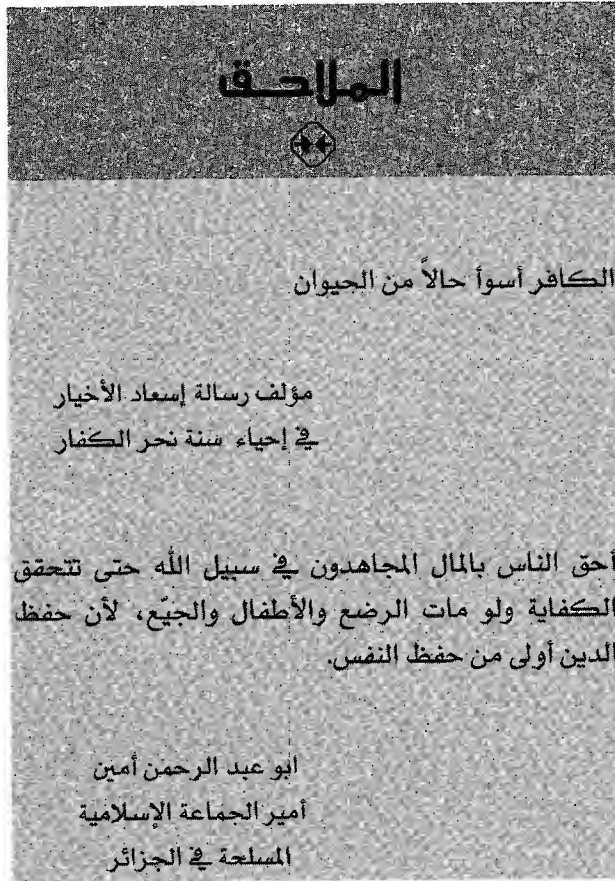 الملاحق
الكافر أسوأ حالاً من الحيوان
مؤلف رسالة إسعاد الأخيار
في إحياء سنة نحر الكفار
أحق الناس بالمال المجاهدون في سبيل الله حتى تتحقق
الكفاية ولو مات الرضع والأطفال والجيّع، لأن حفظ
الدين أولى من حفظ النفس.
ابو عبد الرحمن أمين
أمير الجماعة الإسلامية
المسلحة في الجزائر